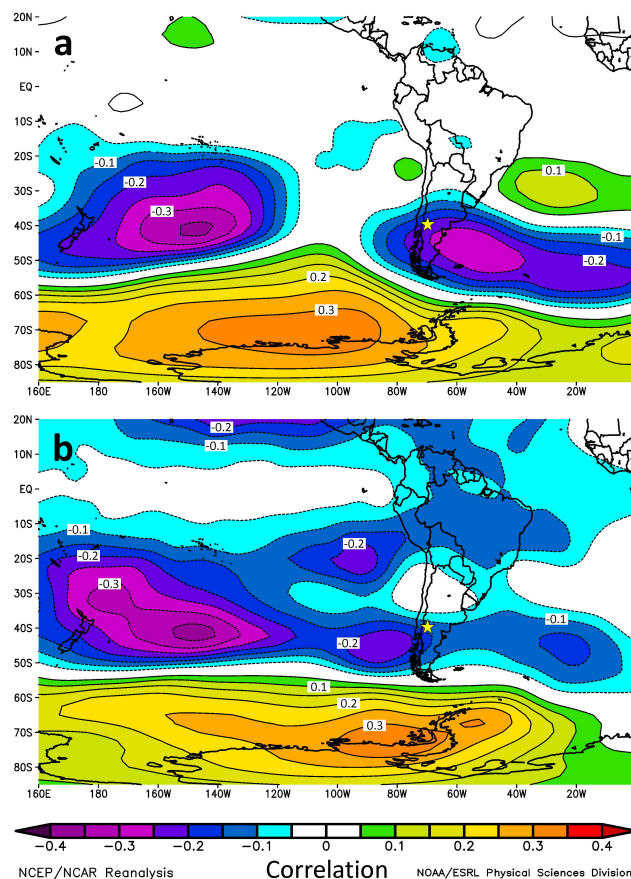 a
20N
10N
EQ
10S
20S
30S
40S
50S
60S
70S
80S
-0.1
-0.2
-0.3
0.1
-0.1
-0.2
0.2
0.3
160E 180 160W 140W 120W 100W 80W 60W 40W 20W
b
20N
10N
EQ
10S
20S
30S
40S
50S
60S
70S
80S
-0.2
-0.1
-0.1
-0.2
-0.2
-0.3
-0.1
-0.2
0.1
0.2
0.3
160E 180 160W 140W 120W 100W 80W 60W 40W 20W
-0.4 -0.3 -0.2 -0.1 0 0.1 0.2 0.3 0.4
NCEP/NCAR Reanalysis Correlation NOAA/ESRL Physical Sciences Division